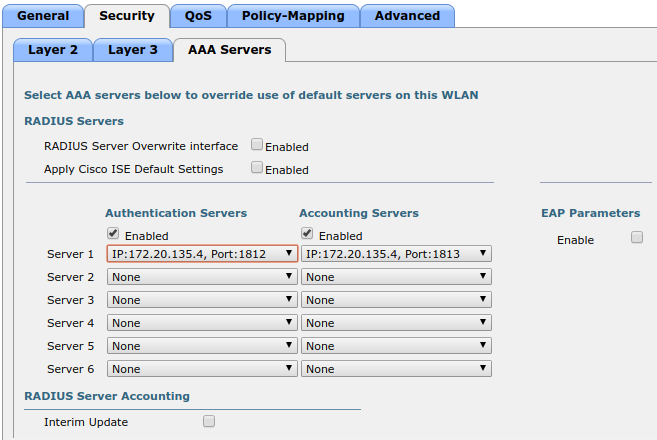 General Security QoS Policy-Mapping Advanced
Layer 2 Layer 3 AAA Servers
Select AAA servers below to override use of default servers on this WLAN
RADIUS Servers
RADIUS Server Overwrite interface Enabled
Apply Cisco ISE Default Settings Enabled
Authentication Servers Accounting Servers EAP Parameters
Enabled Enabled Enable
Server 1 IP:172.20.135.4, Port:1812 IP:172.20.135.4, Port:1813
Server 2 None None
Server 3 None None
Server 4 None None
Server 5 None None
Server 6 None None
RADIUS Server Accounting
Interim Update